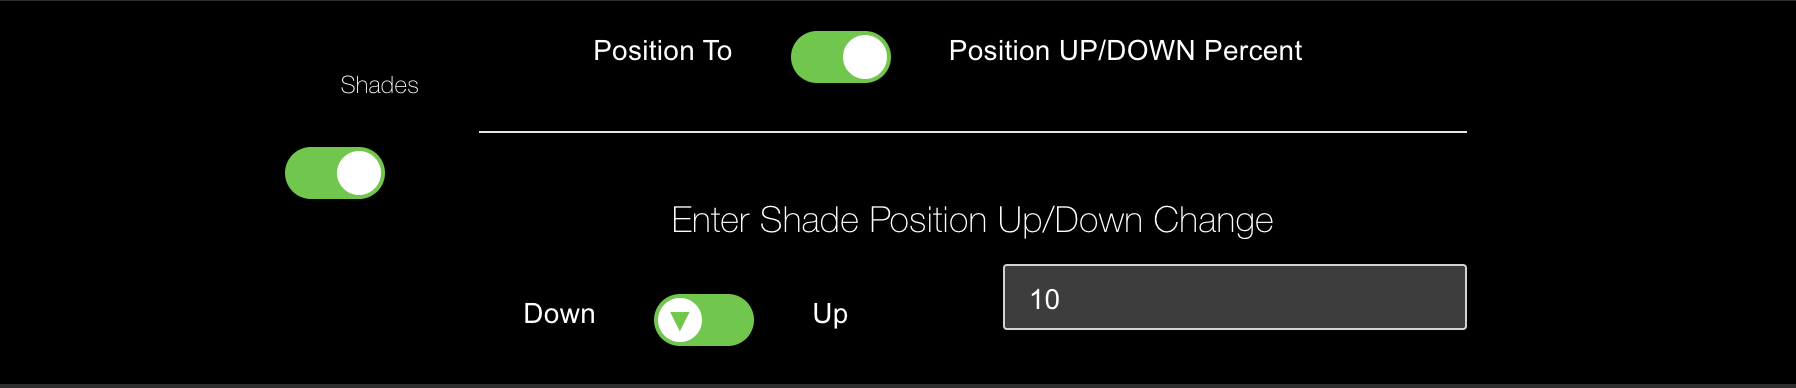 Position To
Position UP/DOWN Percent
Shades
Enter Shade Position Up/Down Change
Down
Up
10